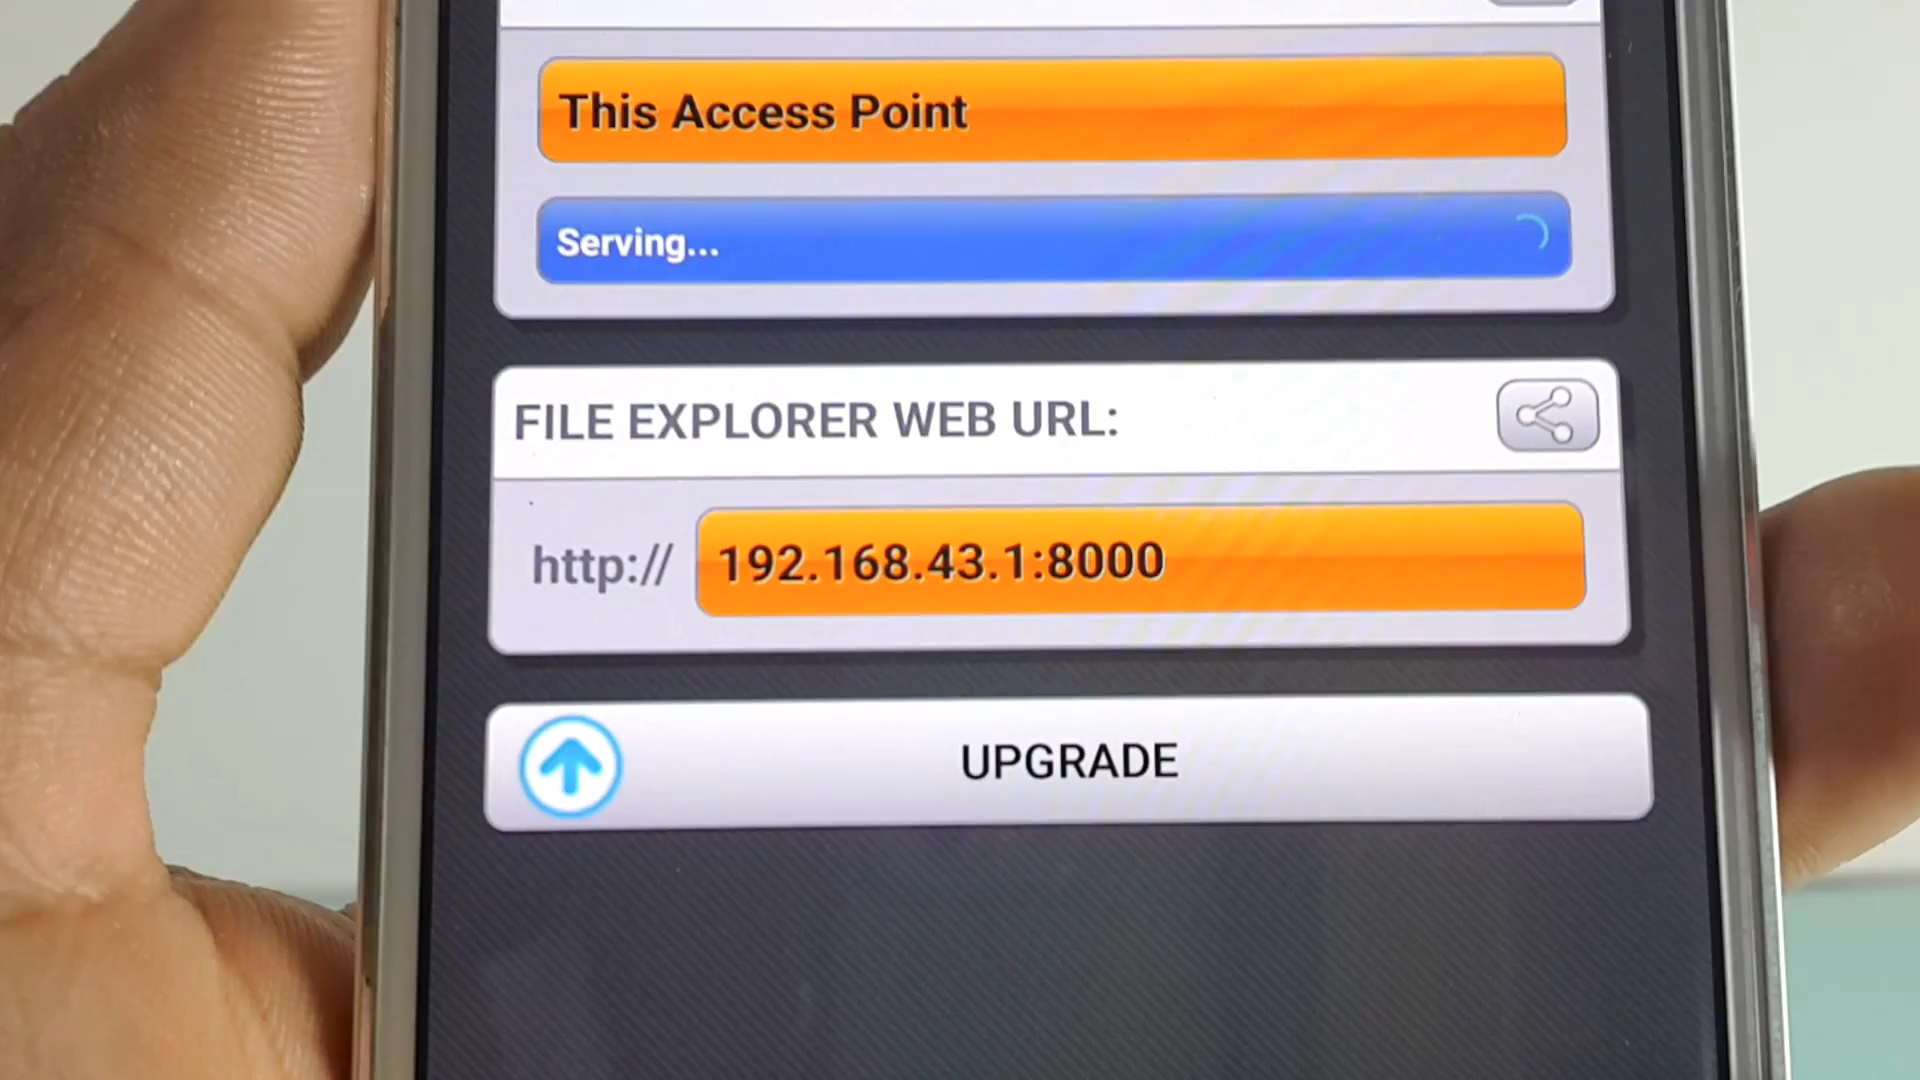 This Access Point
Serving...
FILE EXPLORER WEB URL:
http:// 192.168.43.1:8000
UPGRADE